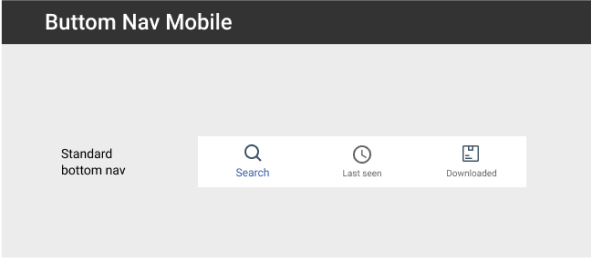 Buttom Nav Mobile
Standard
bottom nav
Search
Last seen
Downloaded